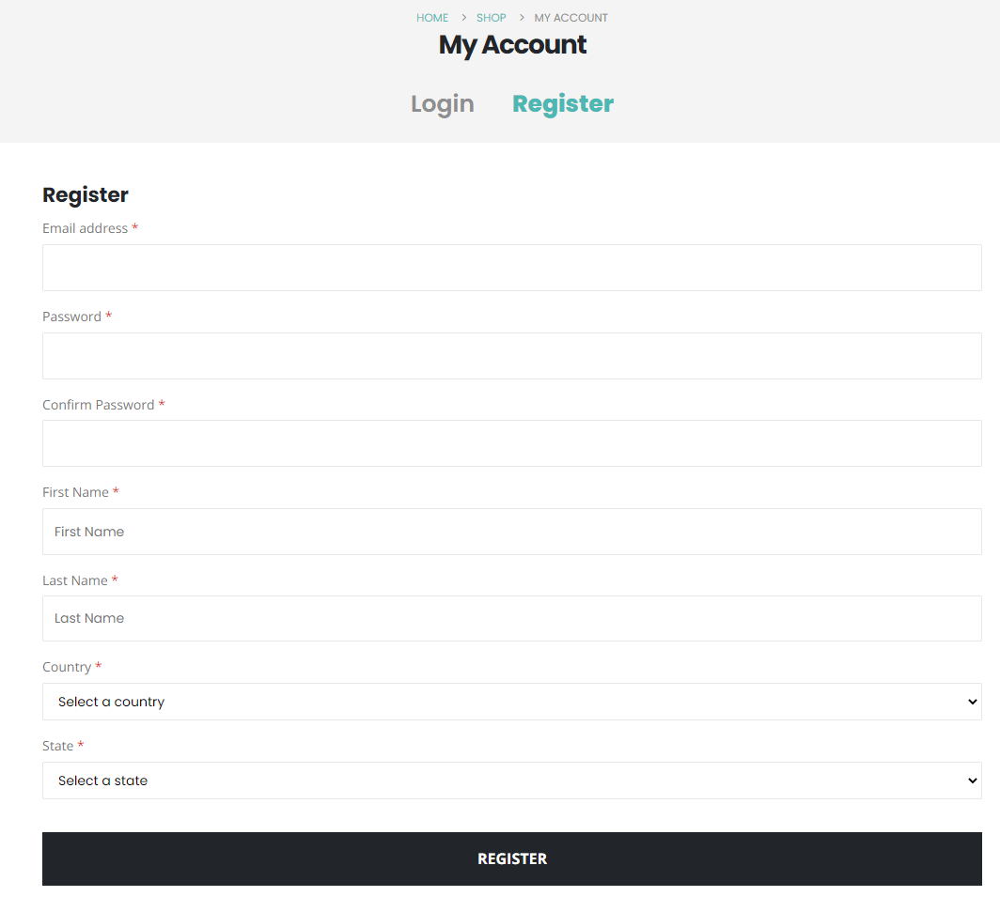 HOME > SHOP > MY ACCOUNT
My Account
Login Register
Register
Email address *
Password *
Confirm Password *
First Name *
First Name
Last Name *
Last Name
Country *
Select a country
State *
Select a state
REGISTER